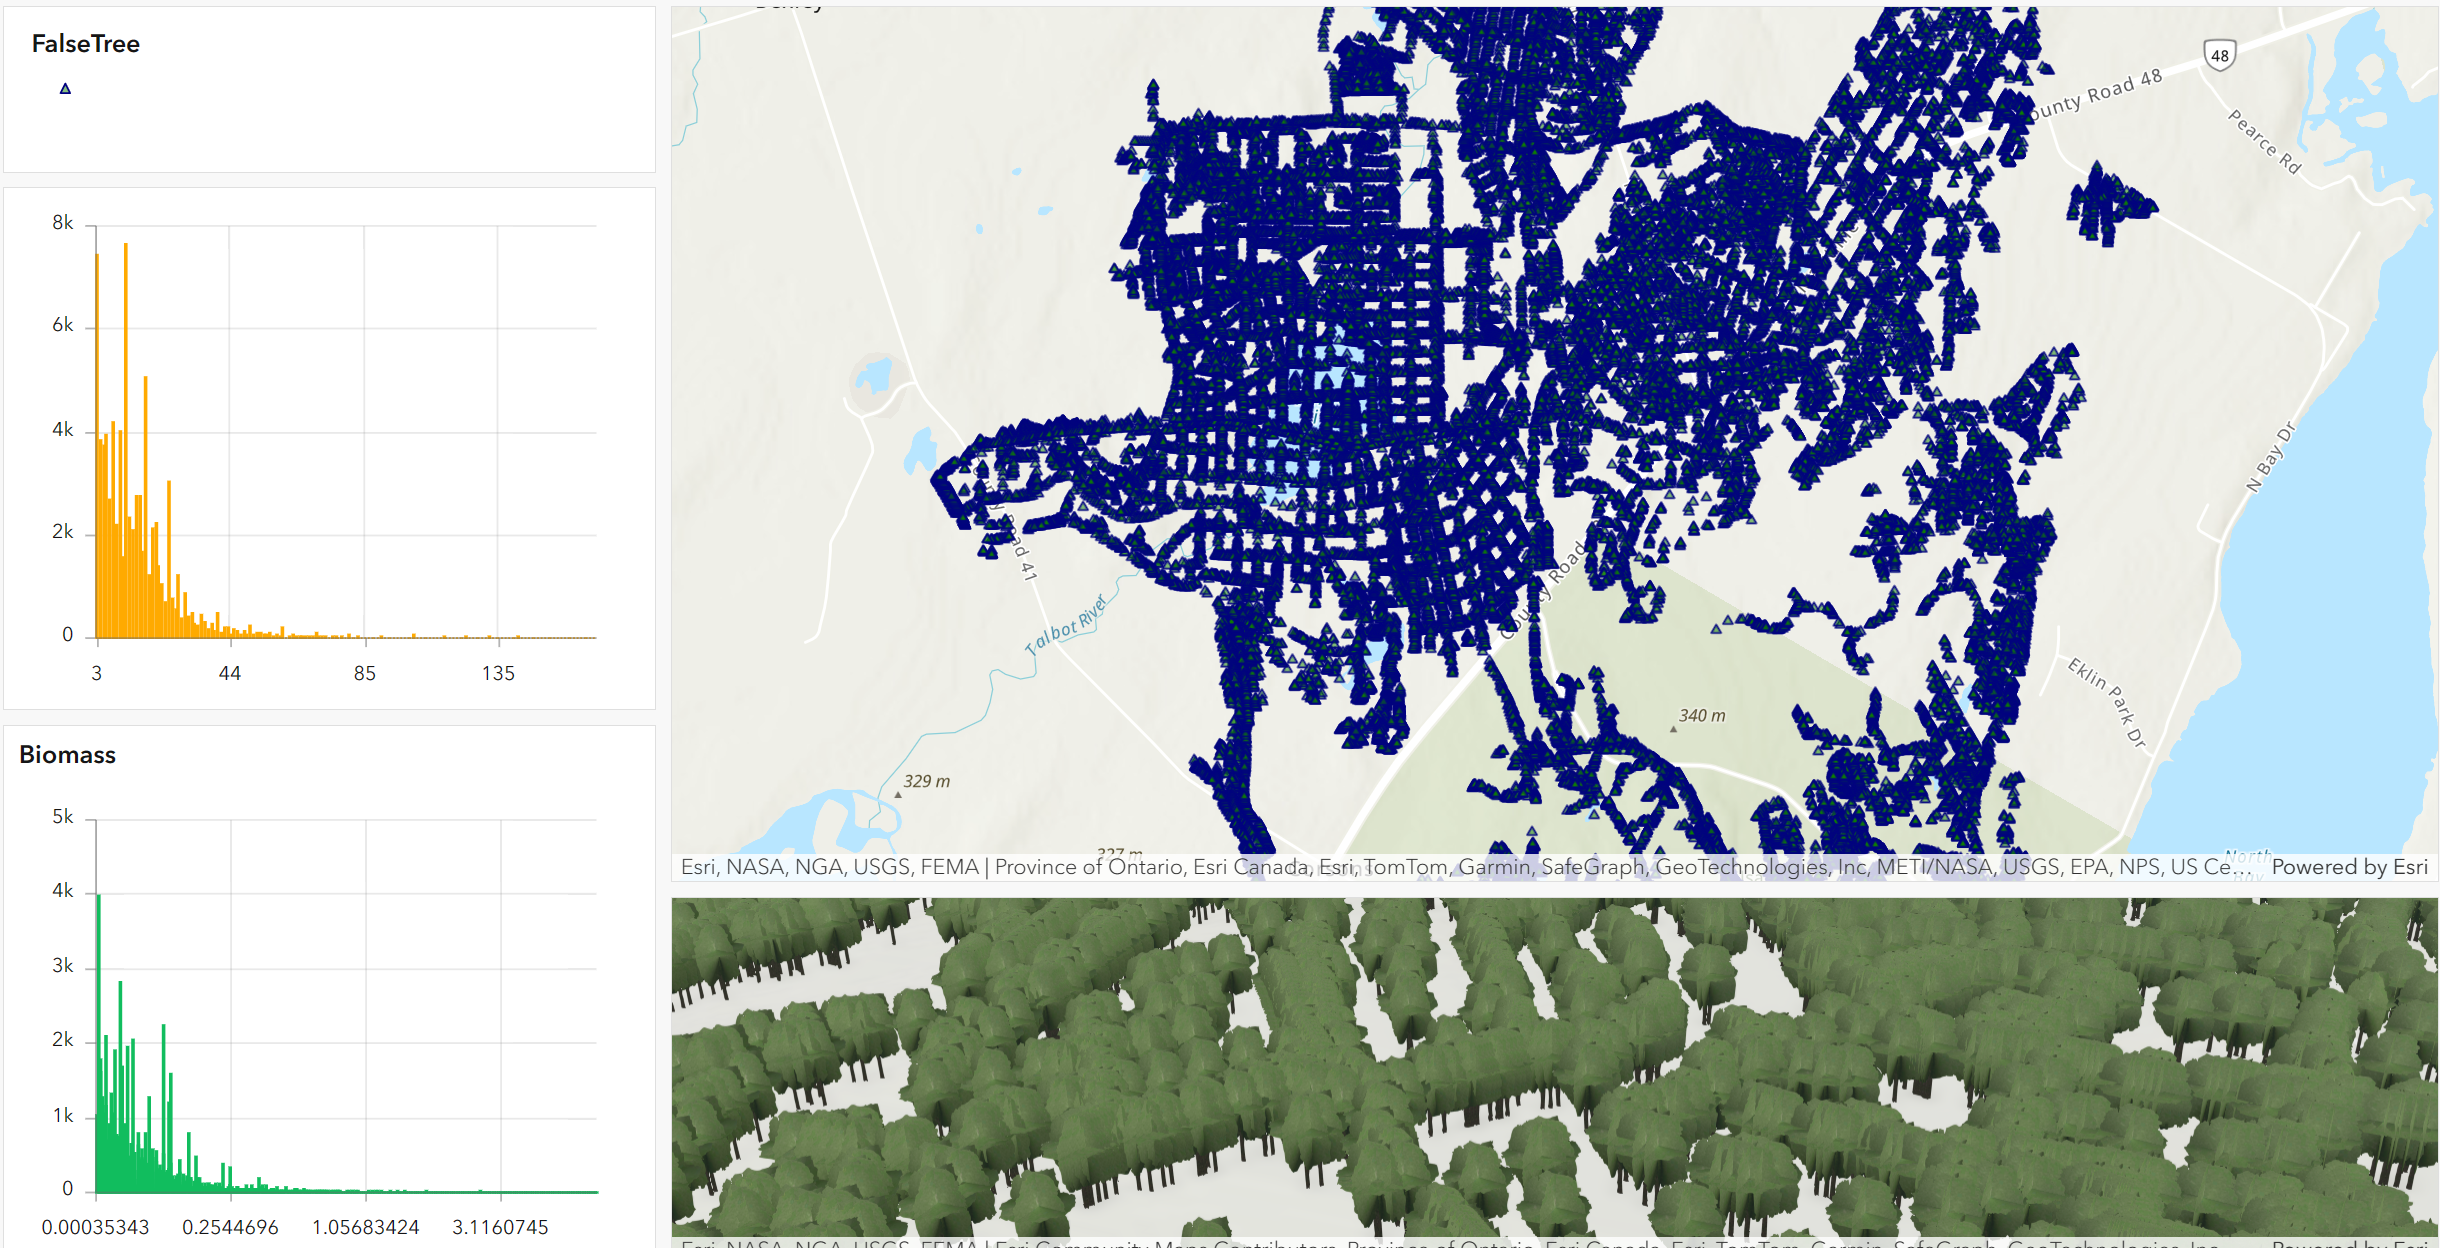 FalseTree
8k
6k
4k
2k
0
3 44 85 135
Biomass
5k
4k
3k
2k
1k
0
0.00035343 0.2544696 1.05683424 3.1160745
48
County Road 48
Pearce Rd
N Bay Dr
Road 41
Talbot River
County Road
Eklin Park Dr
340 m
329 m
327 m
North
Bay
Esri, NASA, NGA, USGS, FEMA | Province of Ontario, Esri Canada, Esri, TomTom, Garmin, SafeGraph, GeoTechnologies, Inc, METI/NASA, USGS, EPA, NPS, US Ce... Powered by Esri
Esri, NASA, NGA, USGS, FEMA | Esri Community Maps Contributors, Province of Ontario, Esri Canada, Esri, TomTom, Garmin, SafeGraph, GeoTechnologies, Inc, Powered by Esri